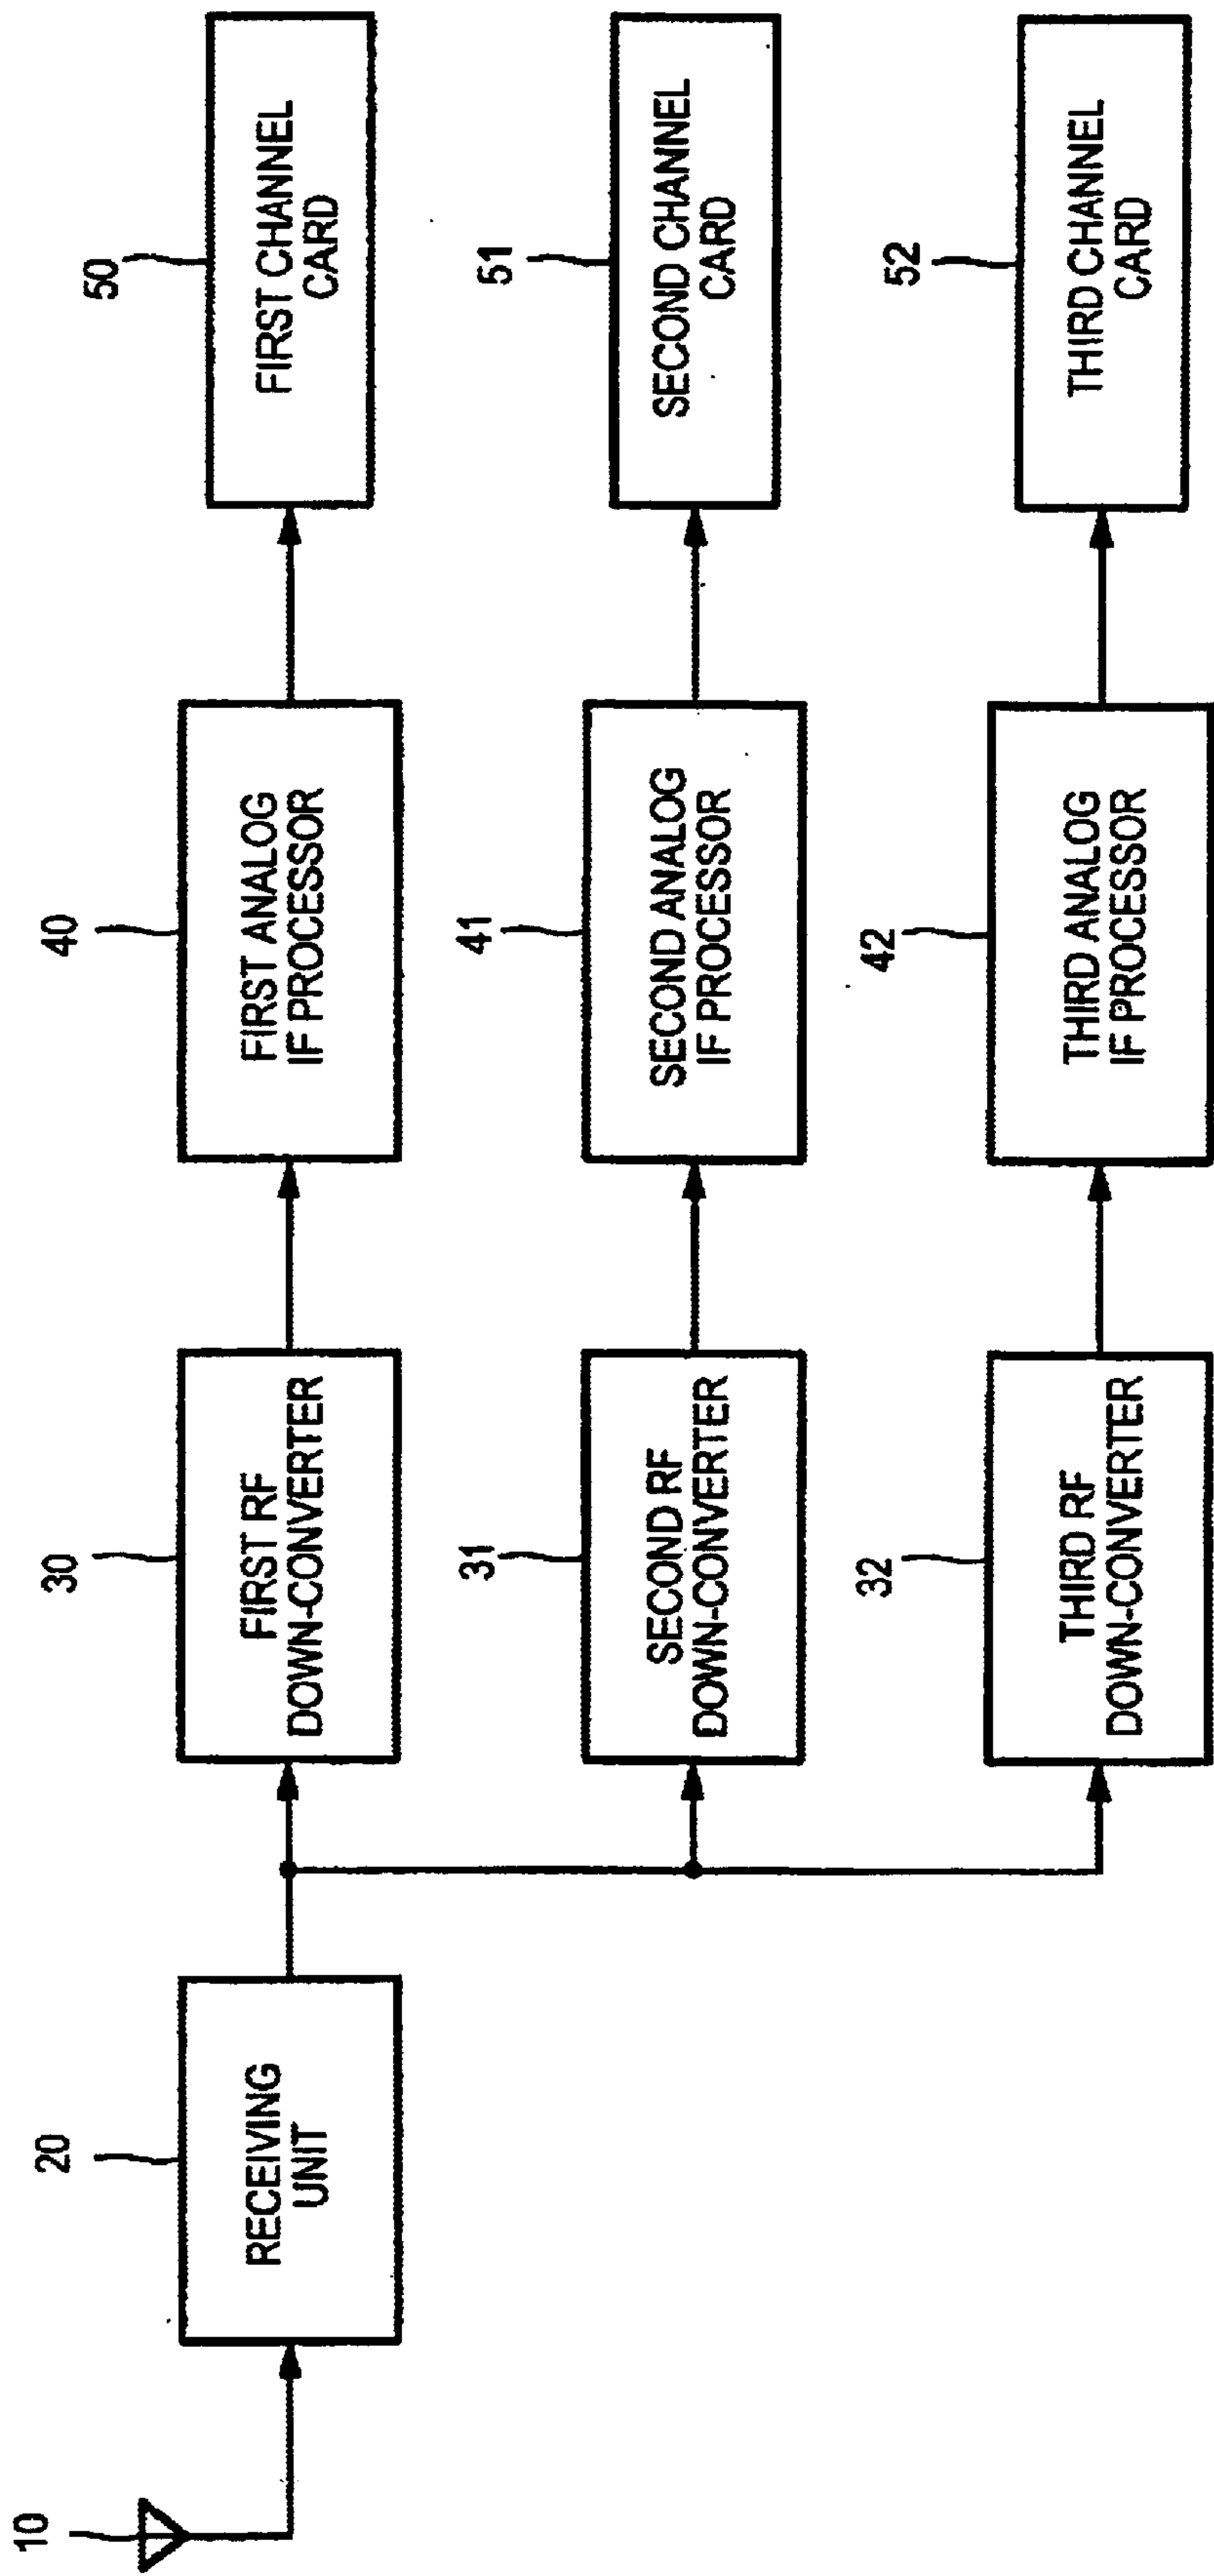 10
20
RECEIVING
UNIT
30
FIRST RF
DOWN-CONVERTER
40
FIRST ANALOG
IF PROCESSOR
50
FIRST CHANNEL
CARD
31
SECOND RF
DOWN-CONVERTER
41
SECOND ANALOG
IF PROCESSOR
51
SECOND CHANNEL
CARD
32
THIRD RF
DOWN-CONVERTER
42
THIRD ANALOG
IF PROCESSOR
52
THIRD CHANNEL
CARD